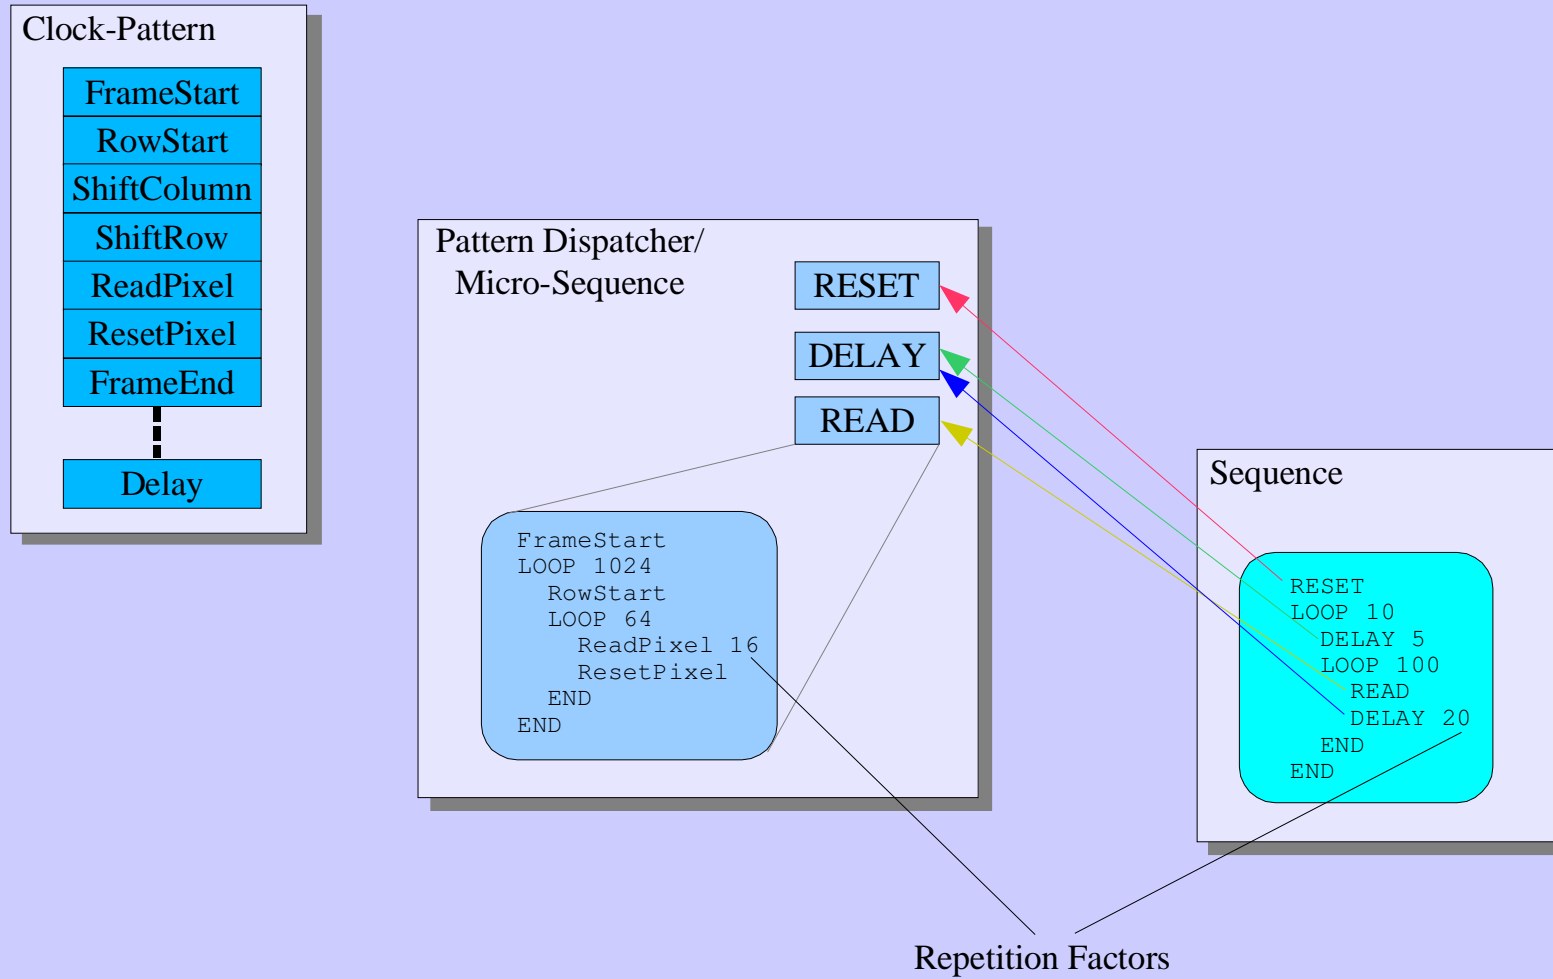 Clock-Pattern
FrameStart
RowStart
ShiftColumn
ShiftRow
ReadPixel
ResetPixel
FrameEnd
Delay
Pattern Dispatcher/
Micro-Sequence
RESET
DELAY
READ
FrameStart
LOOP 1024
RowStart
LOOP 64
ReadPixel 16
ResetPixel
END
END
Sequence
RESET
LOOP 10
DELAY 5
LOOP 100
READ
DELAY 20
END
END
Repetition Factors